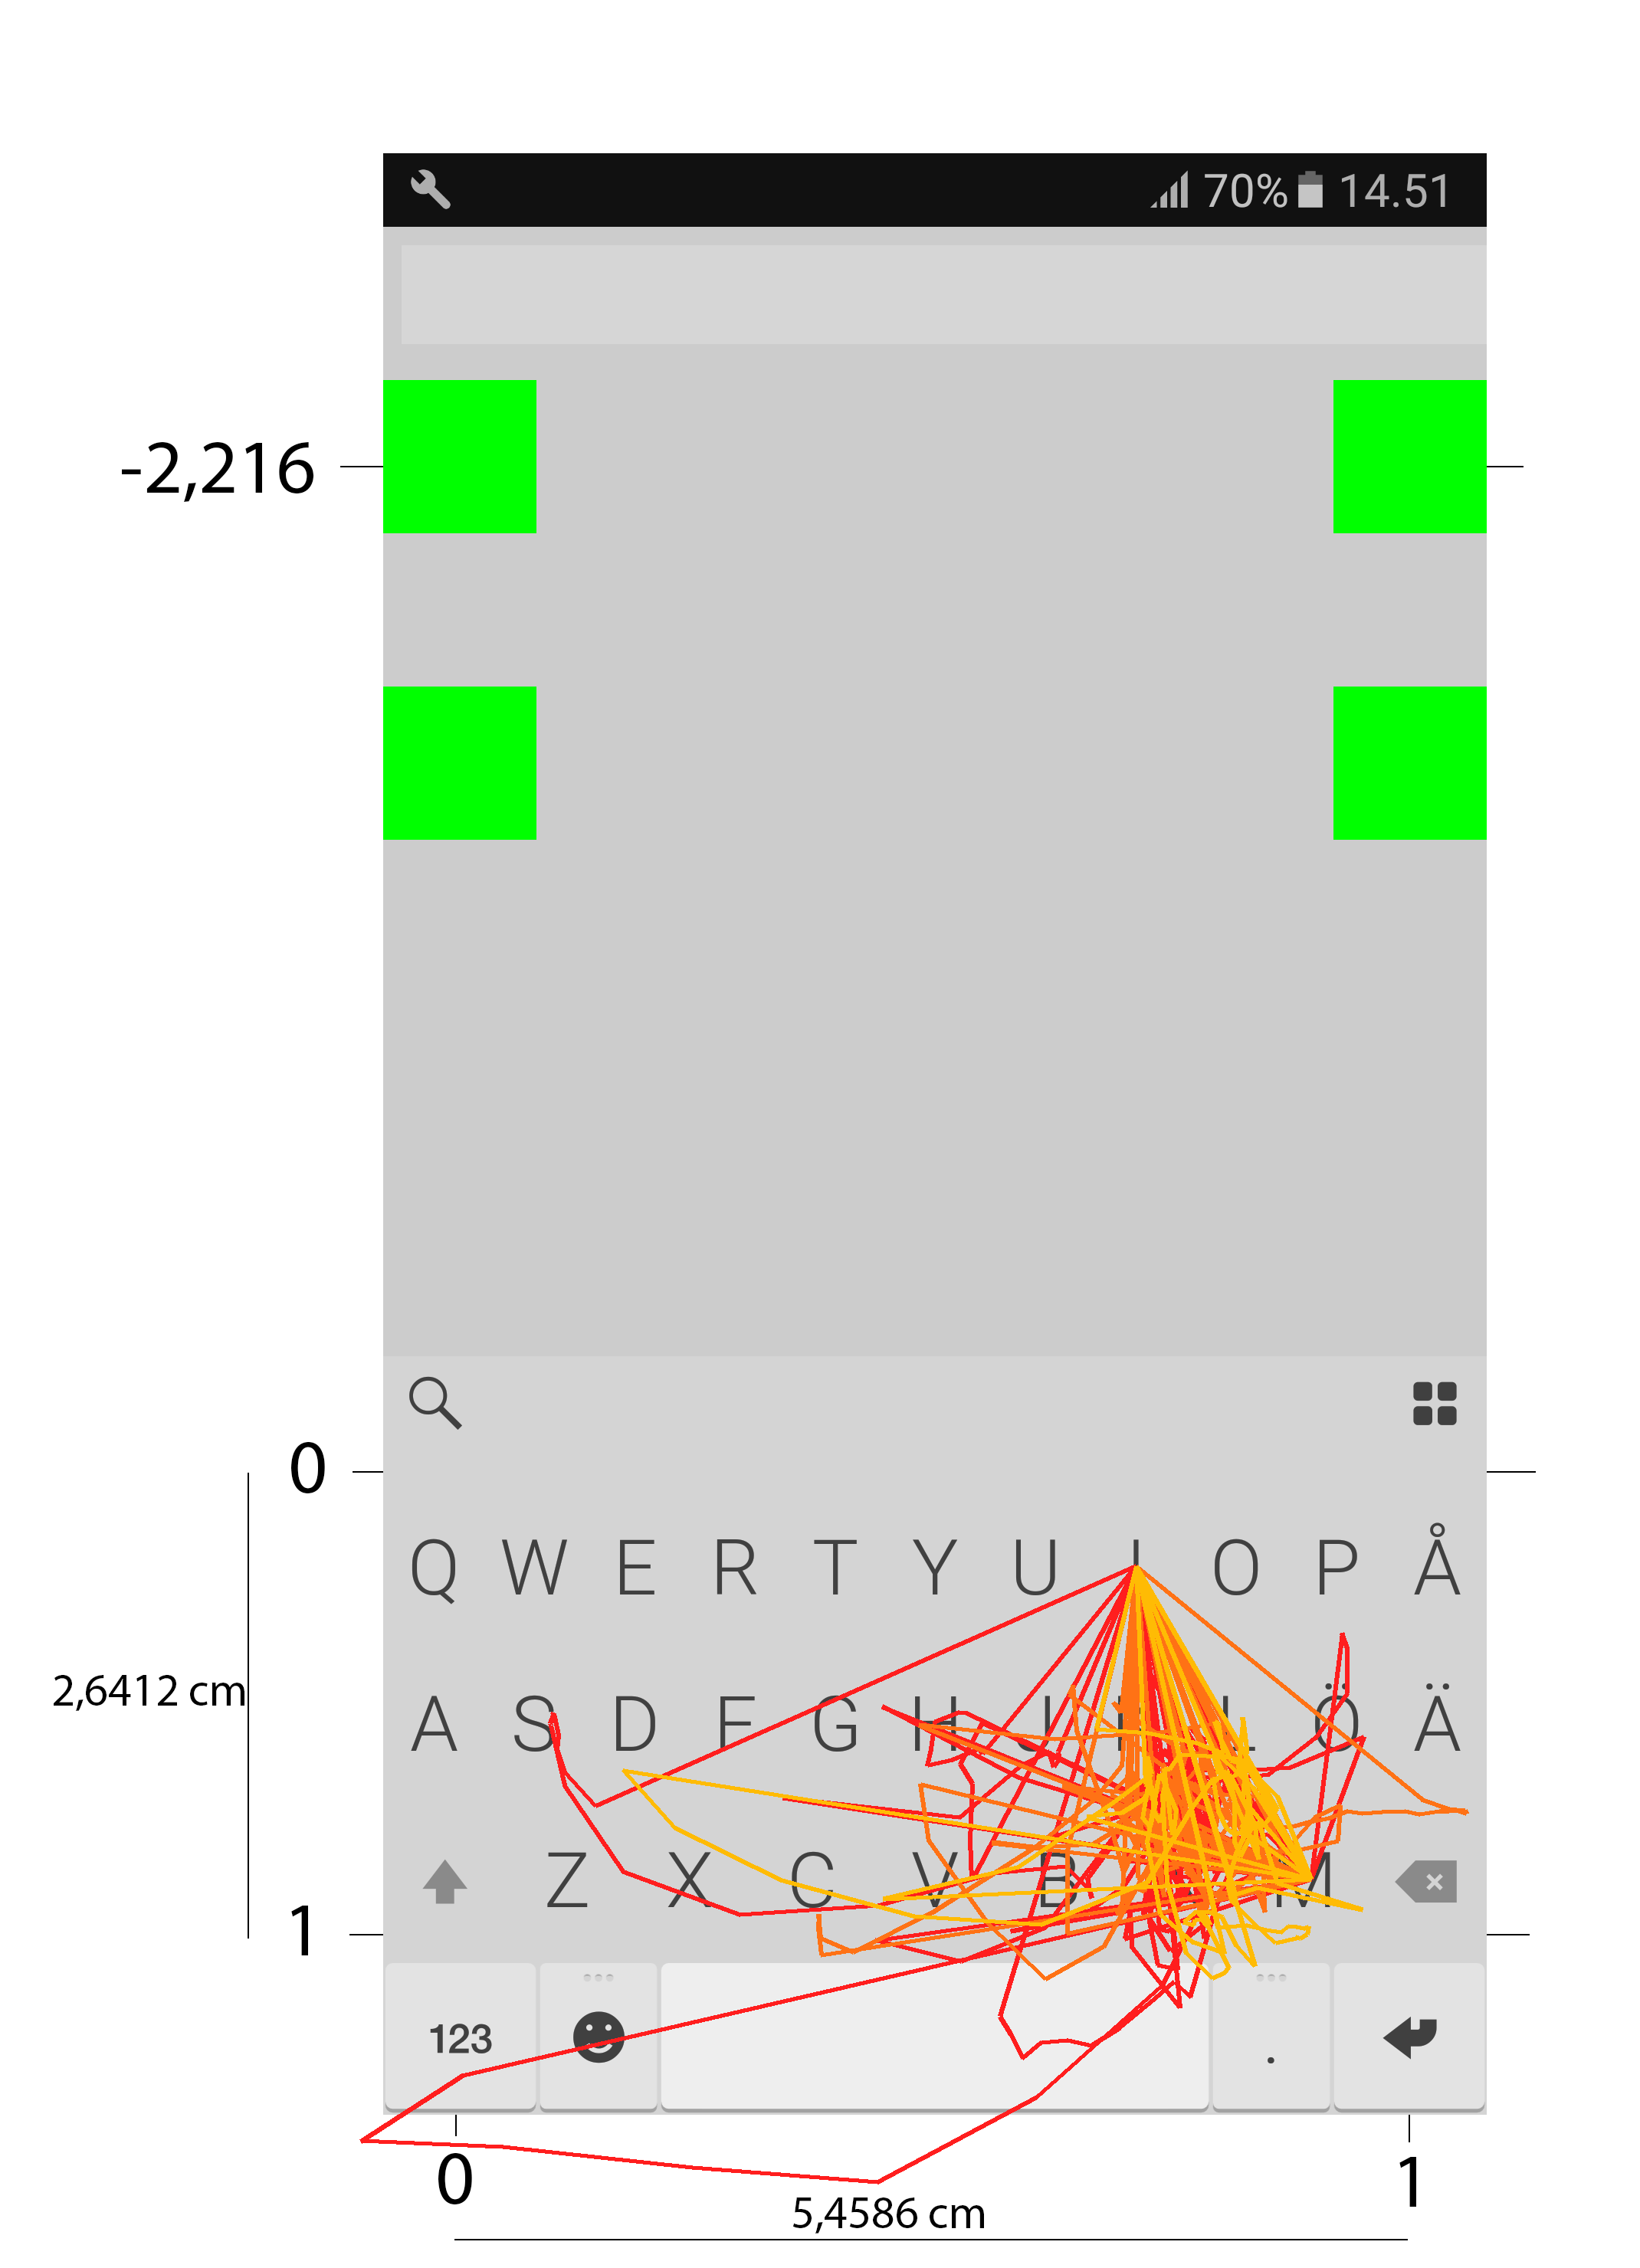 70% 14.51
-2,216
0
Q W E R T Y U I O P Å
2,6412 cm
A S D F G H J K L Ö Ä
Z X C V B M
1
123 .
0 1
5,4586 cm